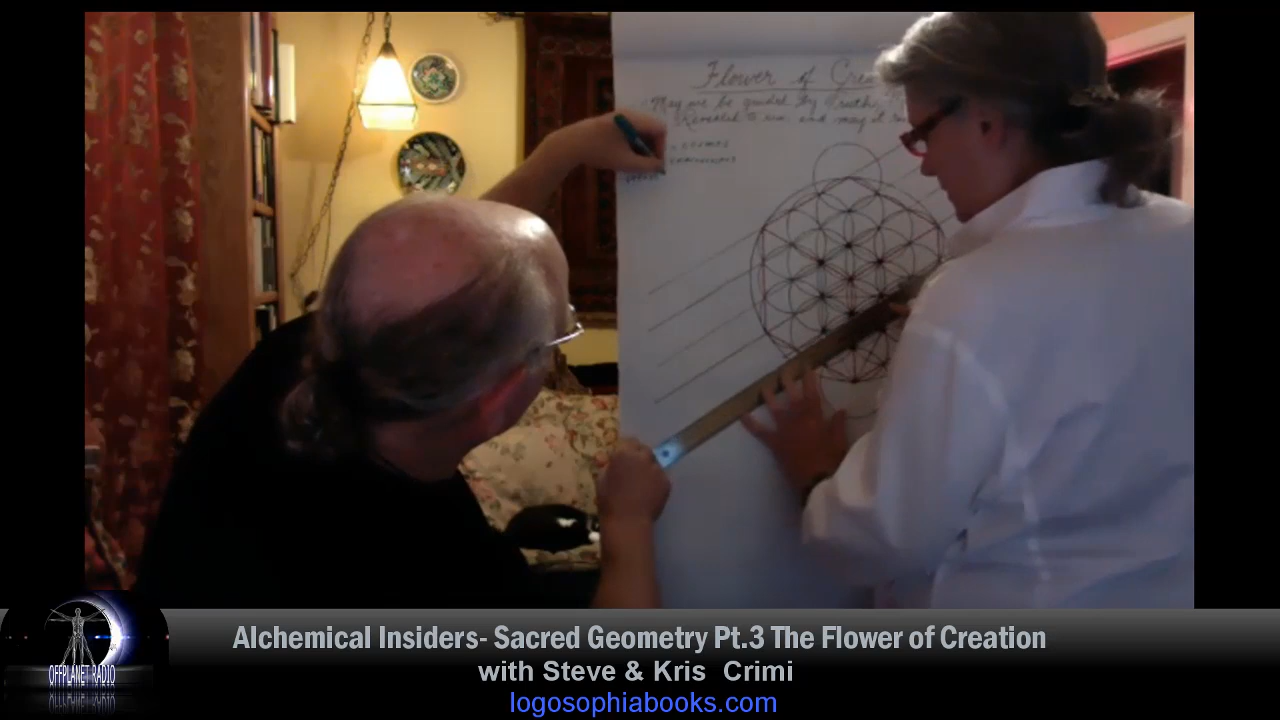 Flower of
May we be guided by Truth,
Revealed to us, and may it
COSMOS
Alchemical Insiders- Sacred Geometry Pt.3 The Flower of Creation
with Steve & Kris Crimi
logosophiabooks.com
OFFPLANET RADIO